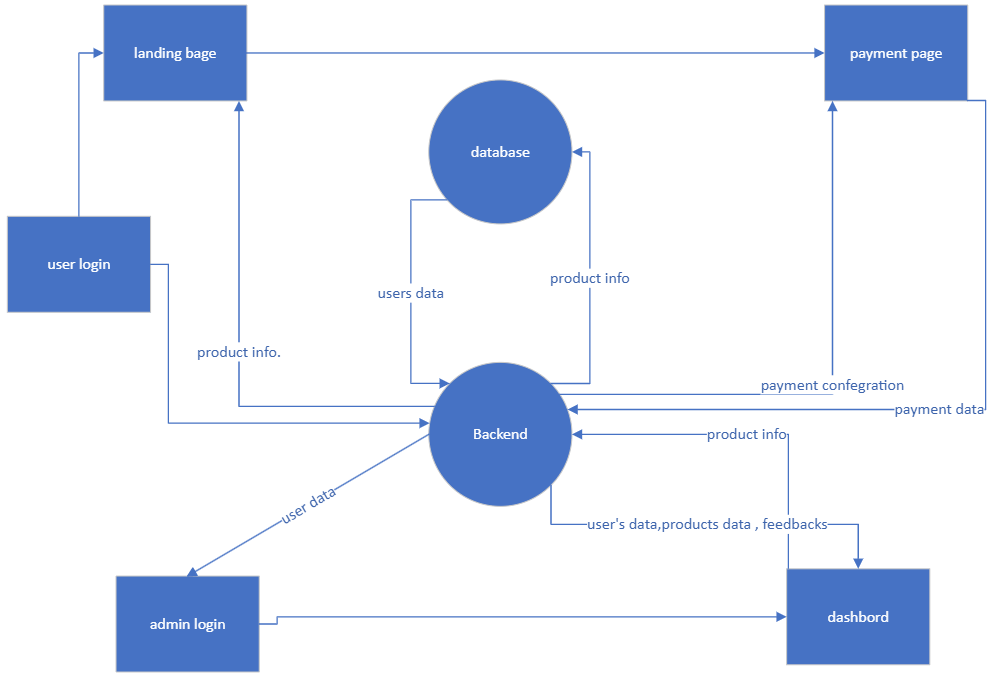 landing bage
payment page
database
user login
product info
users data
product info.
payment confegration
payment data
Backend
product info
user data
user's data,products data , feedbacks
admin login
dashbord